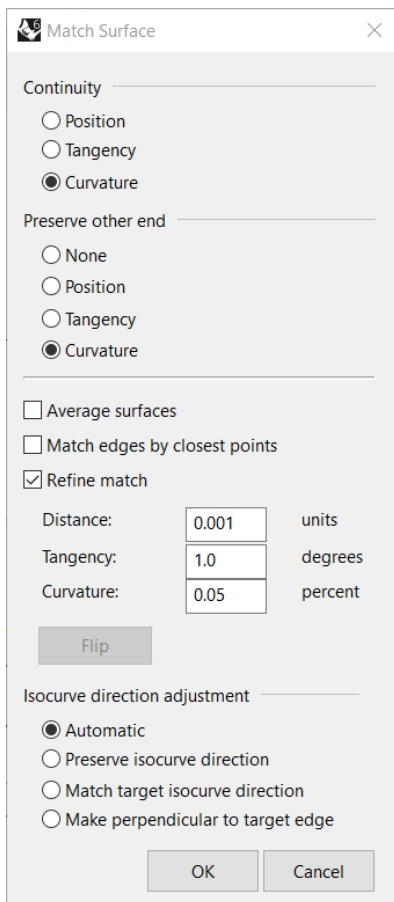 6
Match Surface
Continuity
Position
Tangency
Curvature
Preserve other end
None
Position
Tangency
Curvature
Average surfaces
Match edges by closest points
Refine match
Distance: 0.001 units
Tangency: 1.0 degrees
Curvature: 0.05 percent
Flip
Isocurve direction adjustment
Automatic
Preserve isocurve direction
Match target isocurve direction
Make perpendicular to target edge
OK Cancel